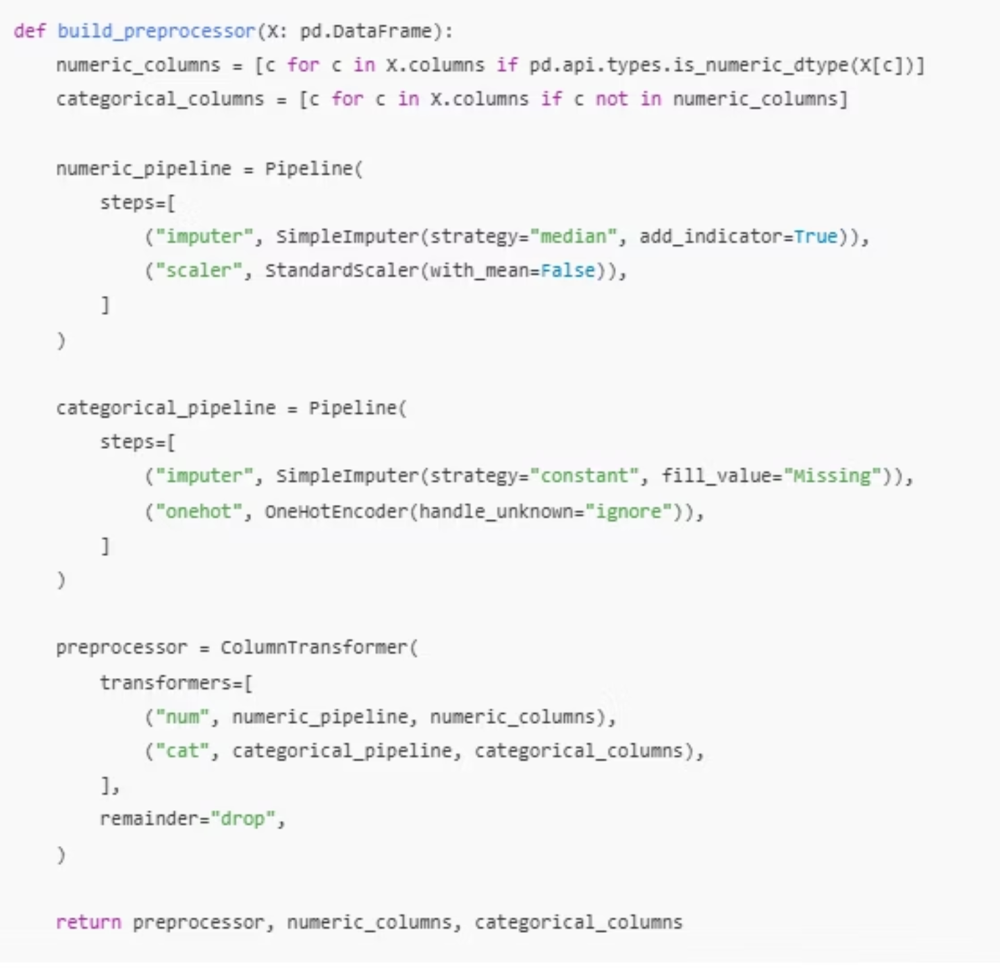 def build_preprocessor(X: pd.DataFrame):
    numeric_columns = [c for c in X.columns if pd.api.types.is_numeric_dtype(X[c])]
    categorical_columns = [c for c in X.columns if c not in numeric_columns]

    numeric_pipeline = Pipeline(
        steps=[
            ("imputer", SimpleImputer(strategy="median", add_indicator=True)),
            ("scaler", StandardScaler(with_mean=False)),
        ]
    )

    categorical_pipeline = Pipeline(
        steps=[
            ("imputer", SimpleImputer(strategy="constant", fill_value="Missing")),
            ("onehot", OneHotEncoder(handle_unknown="ignore")),
        ]
    )

    preprocessor = ColumnTransformer(
        transformers=[
            ("num", numeric_pipeline, numeric_columns),
            ("cat", categorical_pipeline, categorical_columns),
        ],
        remainder="drop",
    )

    return preprocessor, numeric_columns, categorical_columns